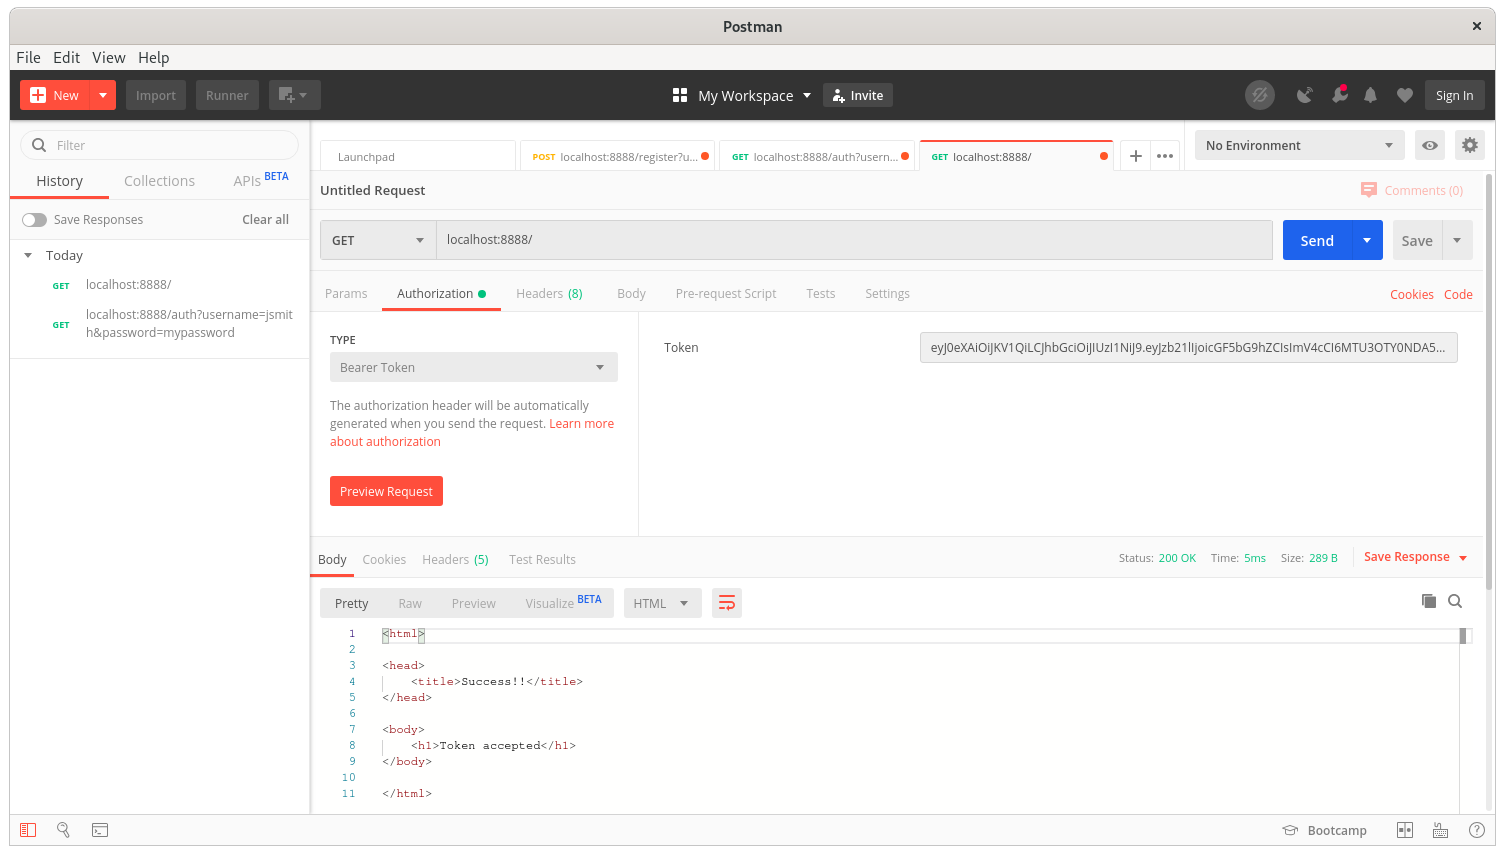 Postman
File Edit View Help
New Import Runner My Workspace Invite Sign In
Filter
History Collections APIs BETA
Save Responses Clear all
Today
GET localhost:8888/
GET localhost:8888/auth?username=jsmit
h&password=mypassword
Launchpad POST localhost:8888/register?u... GET localhost:8888/auth?usern... GET localhost:8888/ No Environment
Untitled Request Comments (0)
GET localhost:8888/ Send Save
Params Authorization Headers (8) Body Pre-request Script Tests Settings Cookies Code
TYPE
Bearer Token
The authorization header will be automatically
generated when you send the request. Learn more
about authorization
Preview Request
Token eyJ0eXAiOiJKV1QiLCJhbGciOiJIUzI1NiJ9.eyJzb21lIjoicGF5bG9hZCIsImV4cCI6MTU3OTY0NDA5...
Body Cookies Headers (5) Test Results Status: 200 OK Time: 5ms Size: 289 B Save Response
Pretty Raw Preview Visualize BETA HTML
1 <html>
2
3 <head>
4 <title>Success!!</title>
5 </head>
6
7 <body>
8 <h1>Token accepted</h1>
9 </body>
10
11 </html>
Bootcamp